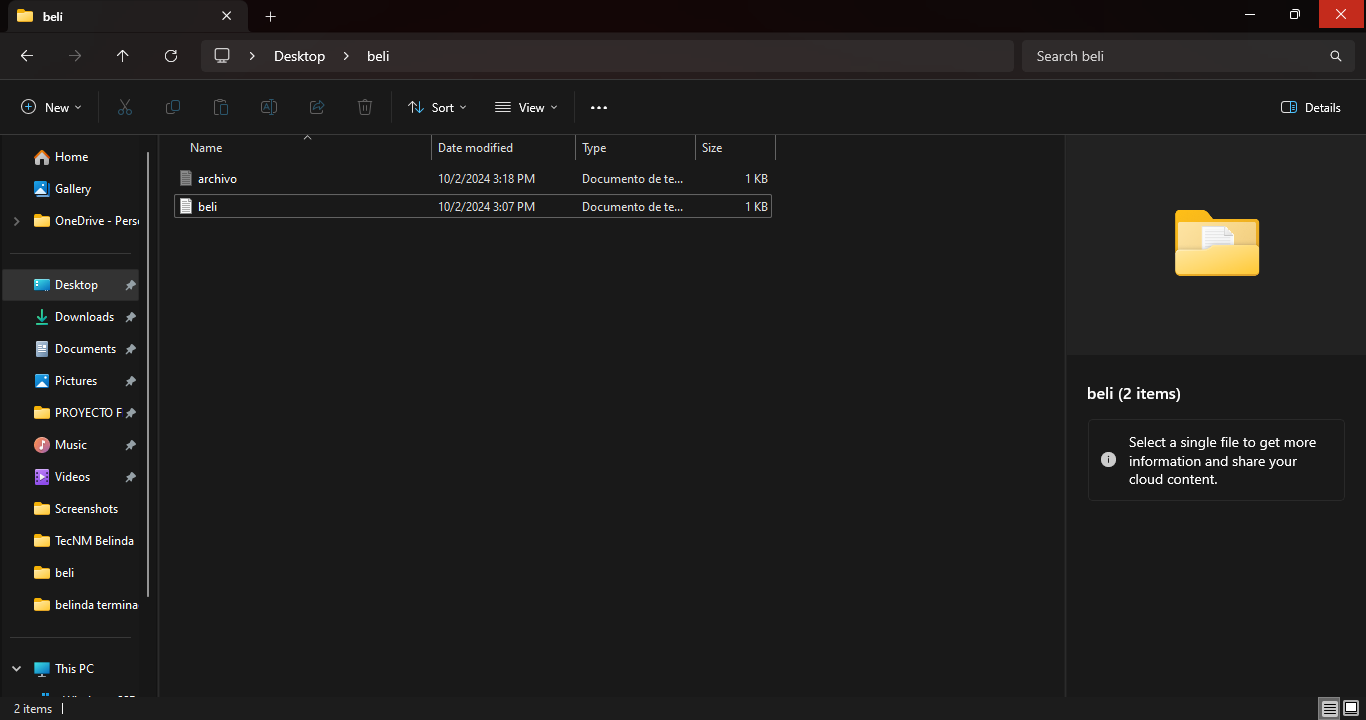 beli
Desktop > beli
Search beli
New
Sort
View
Details
Name Date modified Type Size
archivo 10/2/2024 3:18 PM Documento de te... 1 KB
beli 10/2/2024 3:07 PM Documento de te... 1 KB
Home
Gallery
OneDrive - Pers
Desktop
Downloads
Documents
Pictures
PROYECTO F
Music
Videos
Screenshots
TecNM Belinda
beli
belinda termina
This PC
beli (2 items)
Select a single file to get more
information and share your
cloud content.
2 items